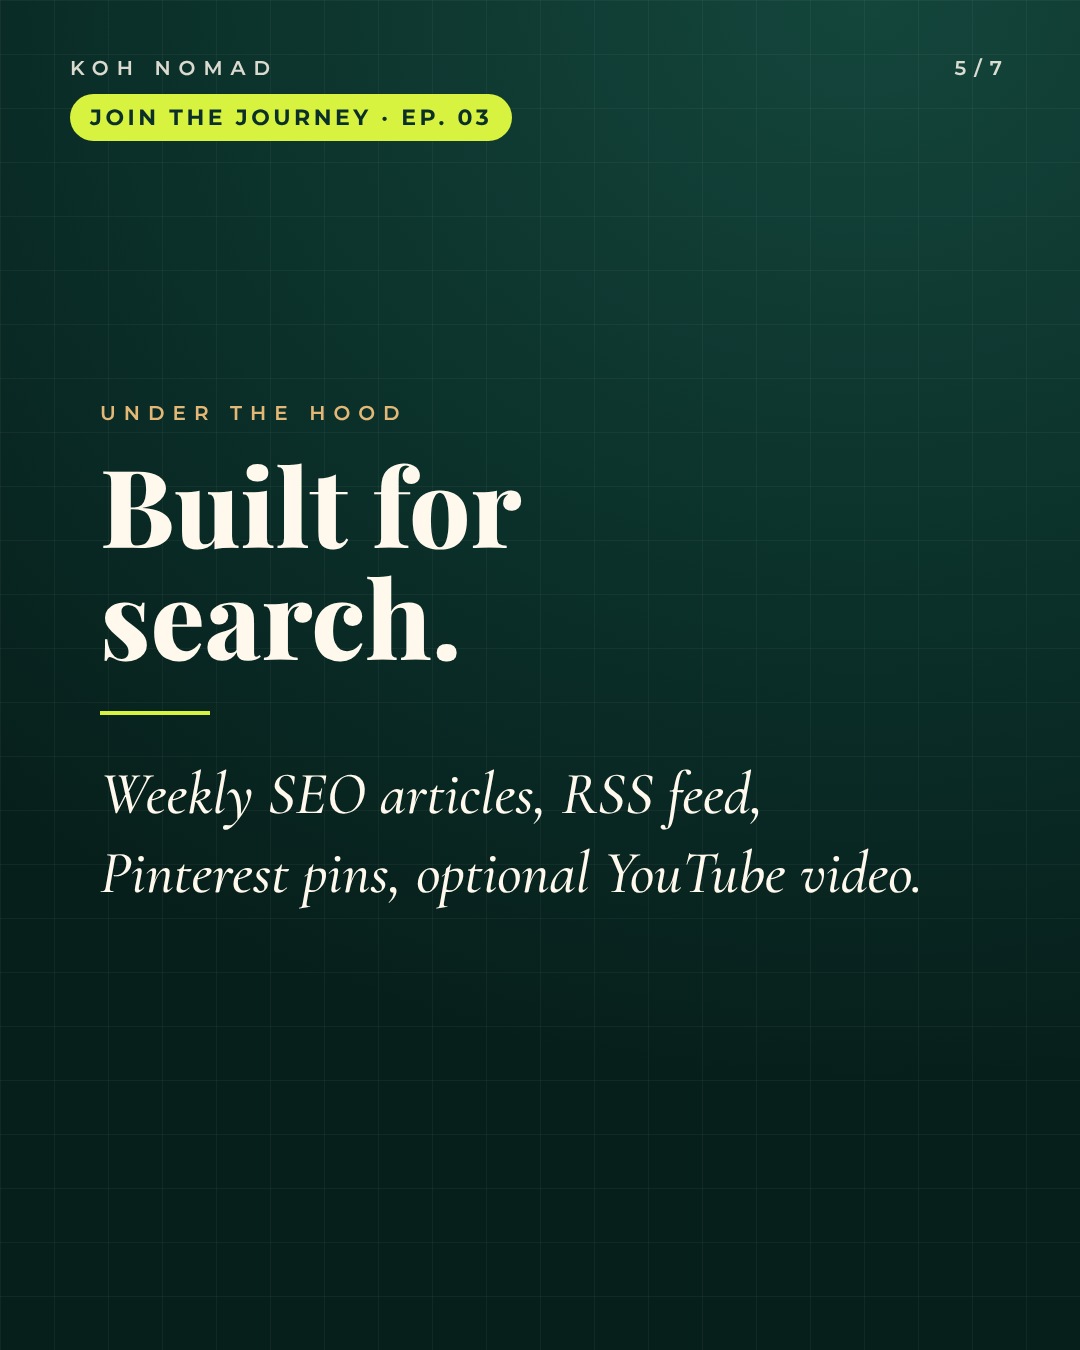 KOH NOMAD
5/7
JOIN THE JOURNEY · EP. 03
UNDER THE HOOD
Built for
search.
Weekly SEO articles, RSS feed,
Pinterest pins, optional YouTube video.